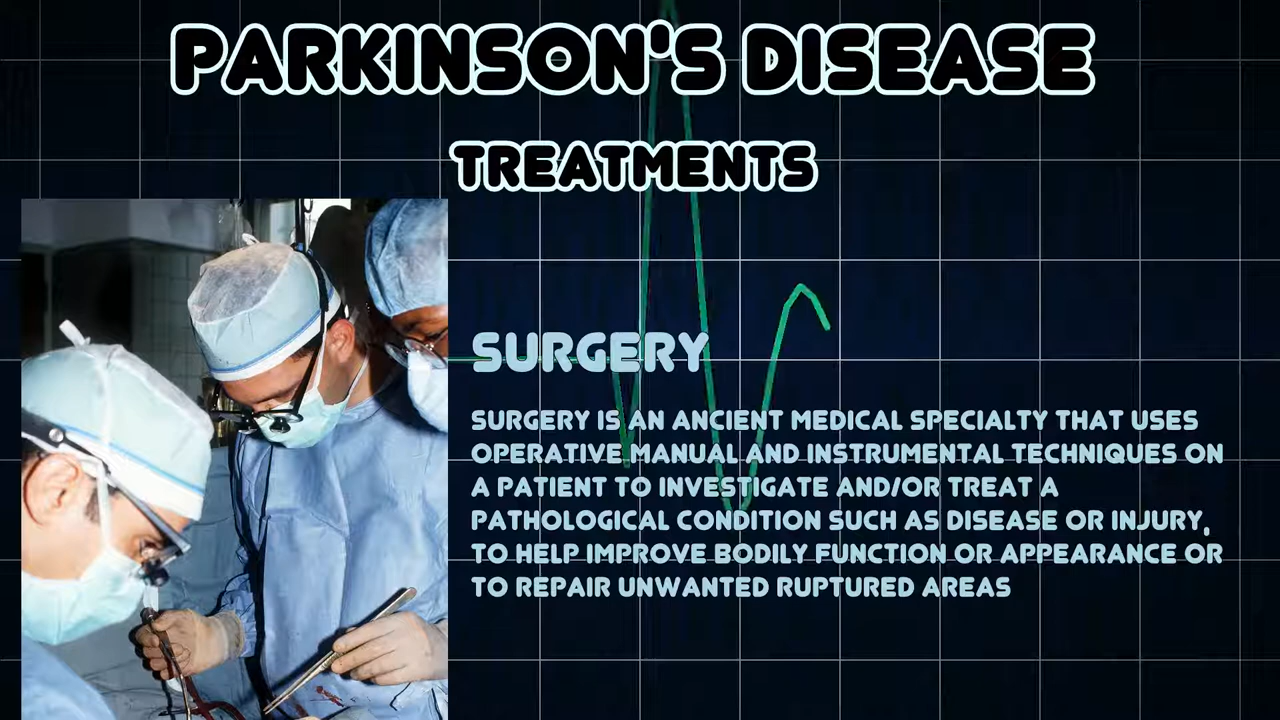 PARKINSON'S DISEASE
TREATMENTS
SURGERY
SURGERY IS AN ANCIENT MEDICAL SPECIALTY THAT USES
OPERATIVE MANUAL AND INSTRUMENTAL TECHNIQUES ON
A PATIENT TO INVESTIGATE AND/OR TREAT A
PATHOLOGICAL CONDITION SUCH AS DISEASE OR INJURY,
TO HELP IMPROVE BODILY FUNCTION OR APPEARANCE OR
TO REPAIR UNWANTED RUPTURED AREAS